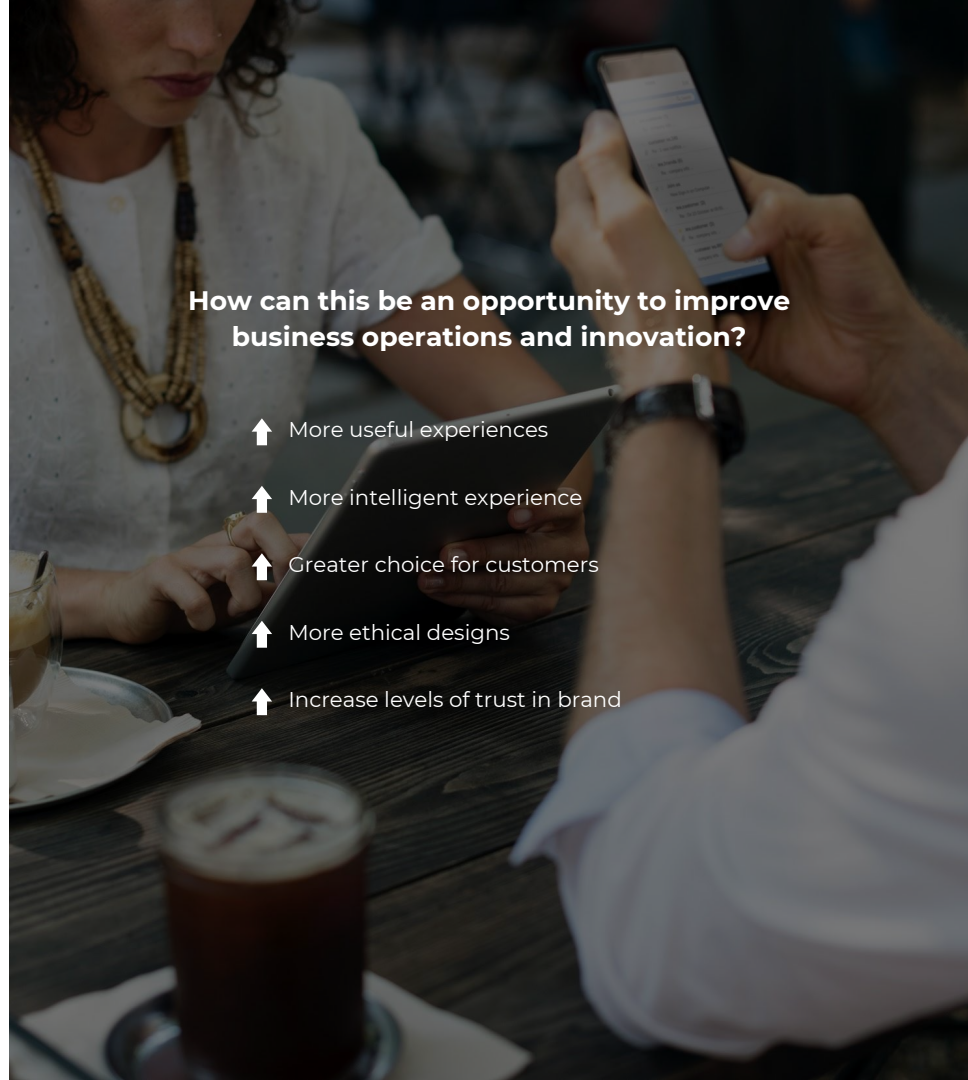 How can this be an opportunity to improve
business operations and innovation?
More useful experiences
More intelligent experience
Greater choice for customers
More ethical designs
Increase levels of trust in brand